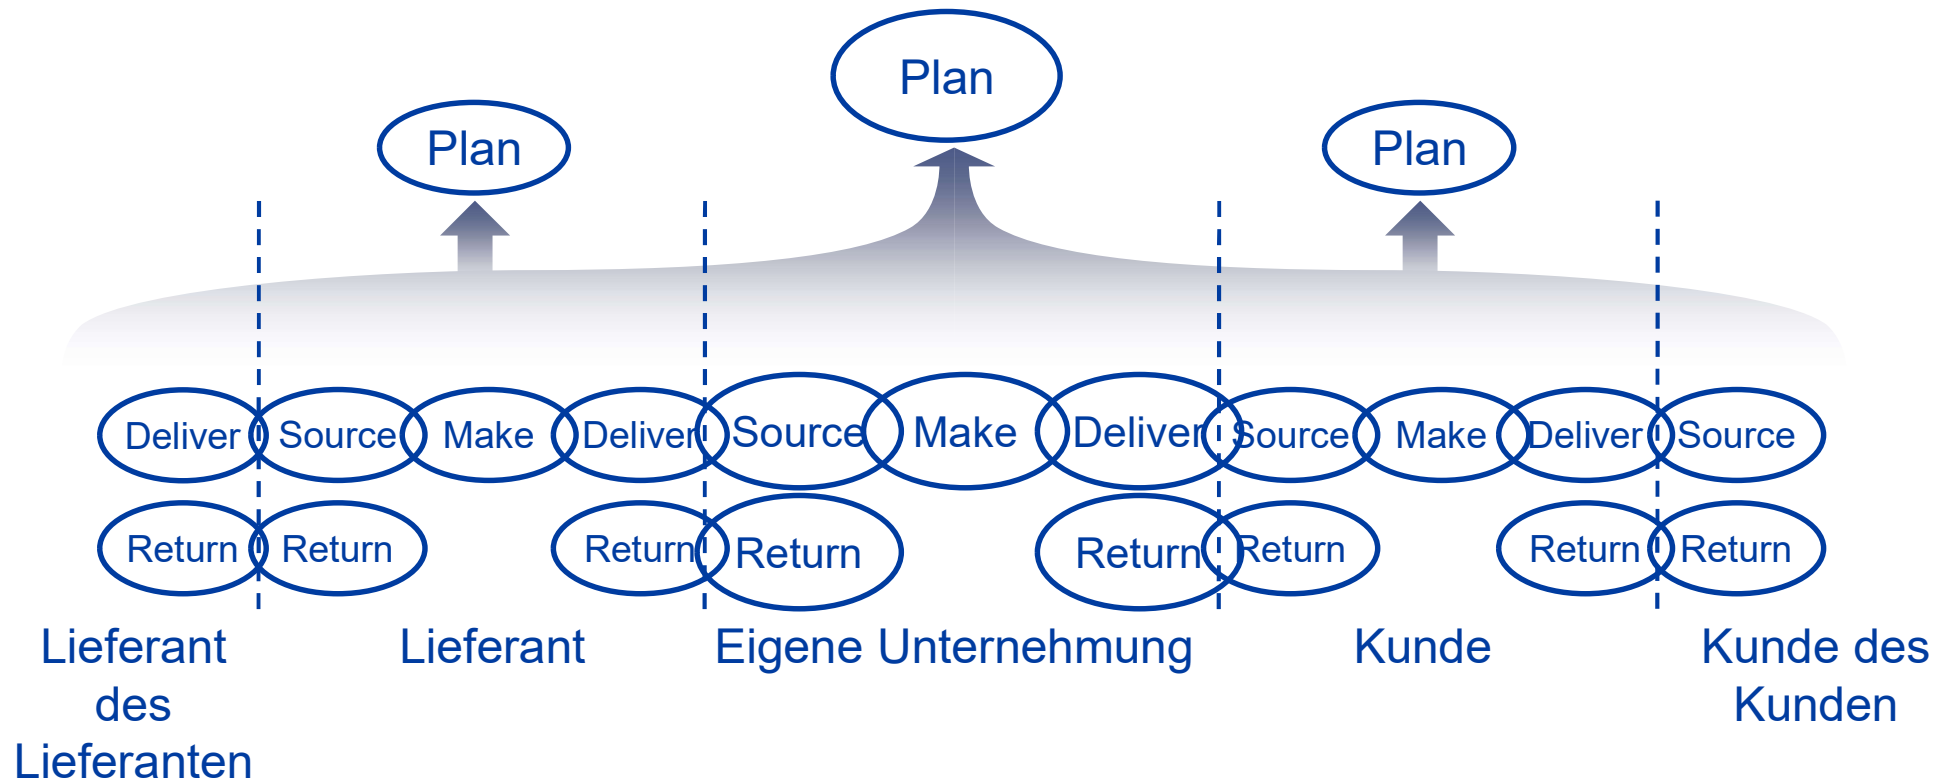 Plan
Plan
Plan
Deliver Source Make Deliver Source Make Deliver Source Make Deliver Source
Return Return Return Return Return Return Return Return
Lieferant Lieferant Eigene Unternehmung Kunde Kunde des
des Kunden
Lieferanten